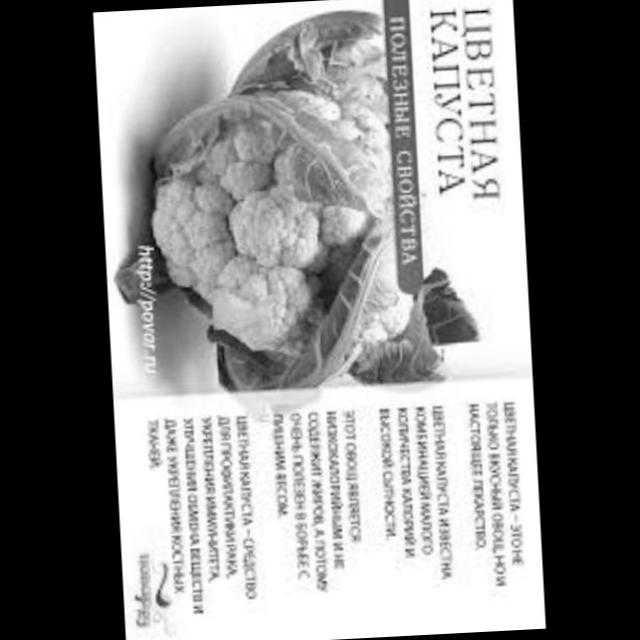 ЦВЕТНАЯ
КАПУСТА
ПОЛЕЗНЫЕ СВОЙСТВА
http://povar.ru
ЦВЕТНАЯ КАПУСТА – ЭТО НЕ
ТОЛЬКО ВКУСНЫЙ ОВОЩ, НО И
НАСТОЯЩЕЕ ЛЕКАРСТВО.
ЦВЕТНАЯ КАПУСТА ИЗВЕСТНА
КОМБИНАЦИЕЙ МАЛОГО
КОЛИЧЕСТВА КАЛОРИЙ И
ВЫСОКОЙ СЫТНОСТИ.
ЭТОТ ОВОЩ ЯВЛЯЕТСЯ
НИЗКОКАЛОРИЙНЫМ И НЕ
СОДЕРЖИТ ЖИРОВ, А ПОТОМУ
ОЧЕНЬ ПОЛЕЗЕН В БОРЬБЕ С
ЛИШНИМ ВЕСОМ.
ЦВЕТНАЯ КАПУСТА – СРЕДСТВО
ДЛЯ ПРОФИЛАКТИКИ РАКА,
УКРЕПЛЕНИЯ ИММУНИТЕТА,
УЛУЧШЕНИЯ ОБМЕНА ВЕЩЕСТВ И
ДАЖЕ УКРЕПЛЕНИЯ КОСТНЫХ
ТКАНЕЙ.